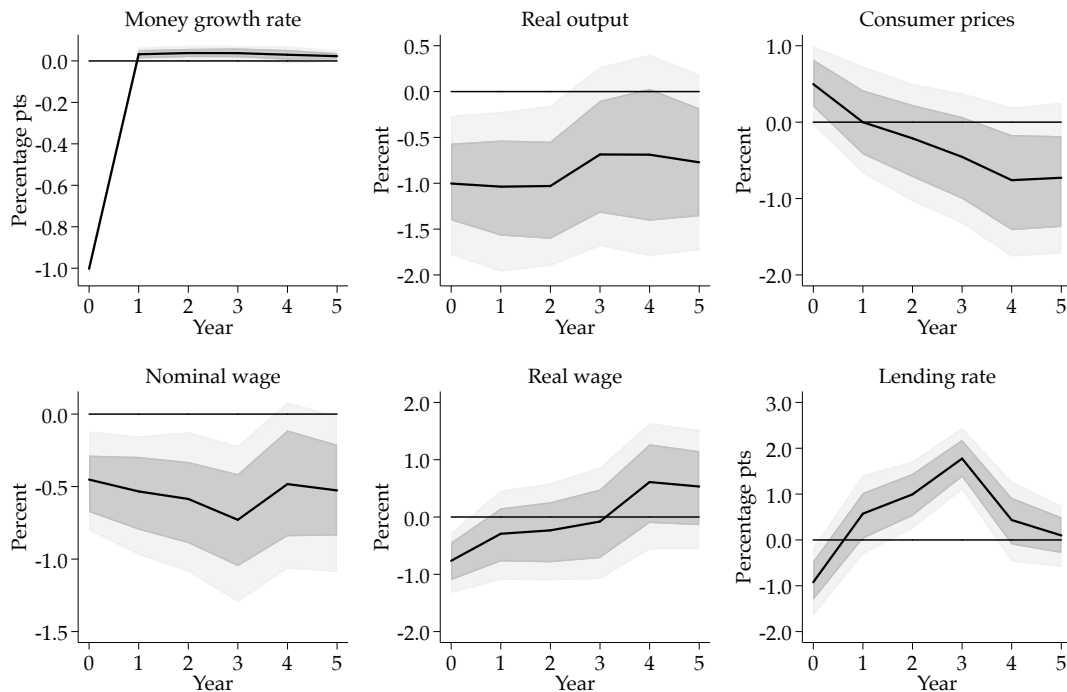 Money growth rate
0.0
-0.2
-0.4
-0.6
-0.8
-1.0
Percentage pts
0 1 2 3 4 5
Year
Real output
0.5
0.0
-0.5
-1.0
-1.5
-2.0
Percent
0 1 2 3 4 5
Year
Consumer prices
1.0
0.0
-1.0
-2.0
Percent
0 1 2 3 4 5
Year
Nominal wage
0.0
-0.5
-1.0
-1.5
Percent
0 1 2 3 4 5
Year
Real wage
2.0
1.0
0.0
-1.0
-2.0
Percent
0 1 2 3 4 5
Year
Lending rate
3.0
2.0
1.0
0.0
-1.0
-2.0
Percentage pts
0 1 2 3 4 5
Year